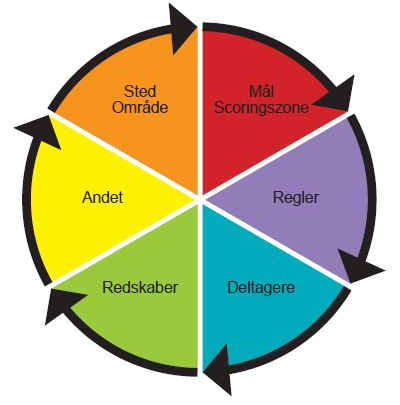 Sted
Område
Mål
Scoringszone
Andet
Regler
Redskaber
Deltagere